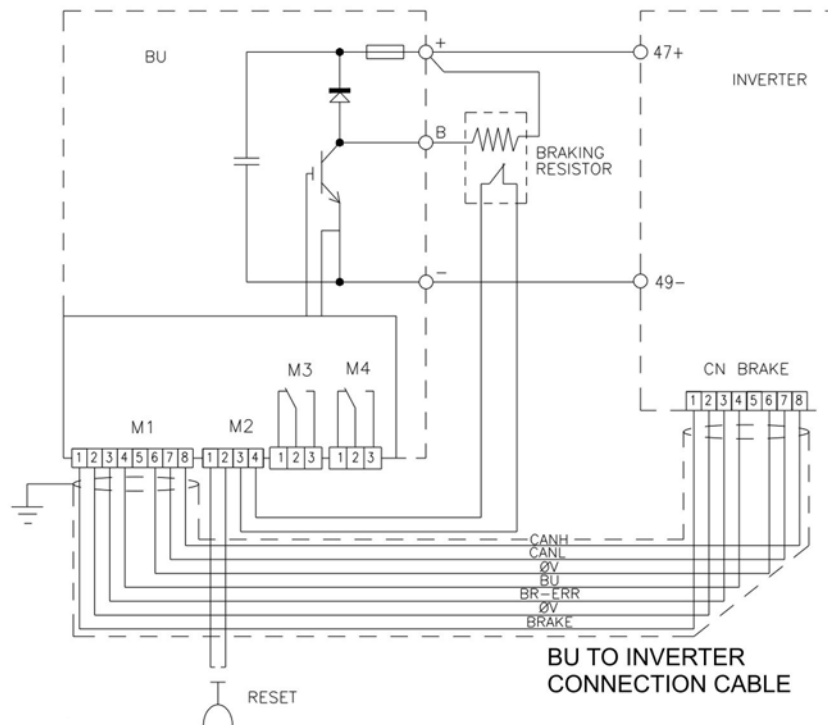 BU
+
47+
INVERTER
B
BRAKING
RESISTOR
-
49-
CN BRAKE
M3
M4
1 2 3 4 5 6 7 8
M1
M2
1 2 3 4 5 6 7 8
1 2 3 4
1 2 3
1 2 3
CANH
CANL
ØV
BU
BR-ERR
ØV
BRAKE
BU TO INVERTER
CONNECTION CABLE
RESET